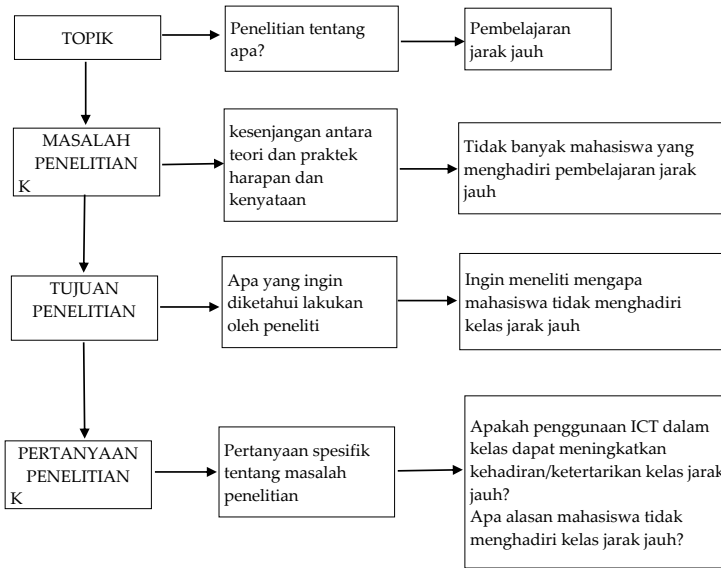 TOPIK
Penelitian tentang
apa?
Pembelajaran
jarak jauh
MASALAH
PENELITIAN
K
kesenjangan antara
teori dan praktek
harapan dan
kenyataan
Tidak banyak mahasiswa yang
menghadiri pembelajaran jarak
jauh
TUJUAN
PENELITIAN
Apa yang ingin
diketahui lakukan
oleh peneliti
Ingin meneliti mengapa
mahasiswa tidak menghadiri
kelas jarak jauh
PERTANYAAN
PENELITIAN
K
Pertanyaan spesifik
tentang masalah
penelitian
Apakah penggunaan ICT dalam
kelas dapat meningkatkan
kehadiran/ketertarikan kelas jarak
jauh?
Apa alasan mahasiswa tidak
menghadiri kelas jarak jauh?